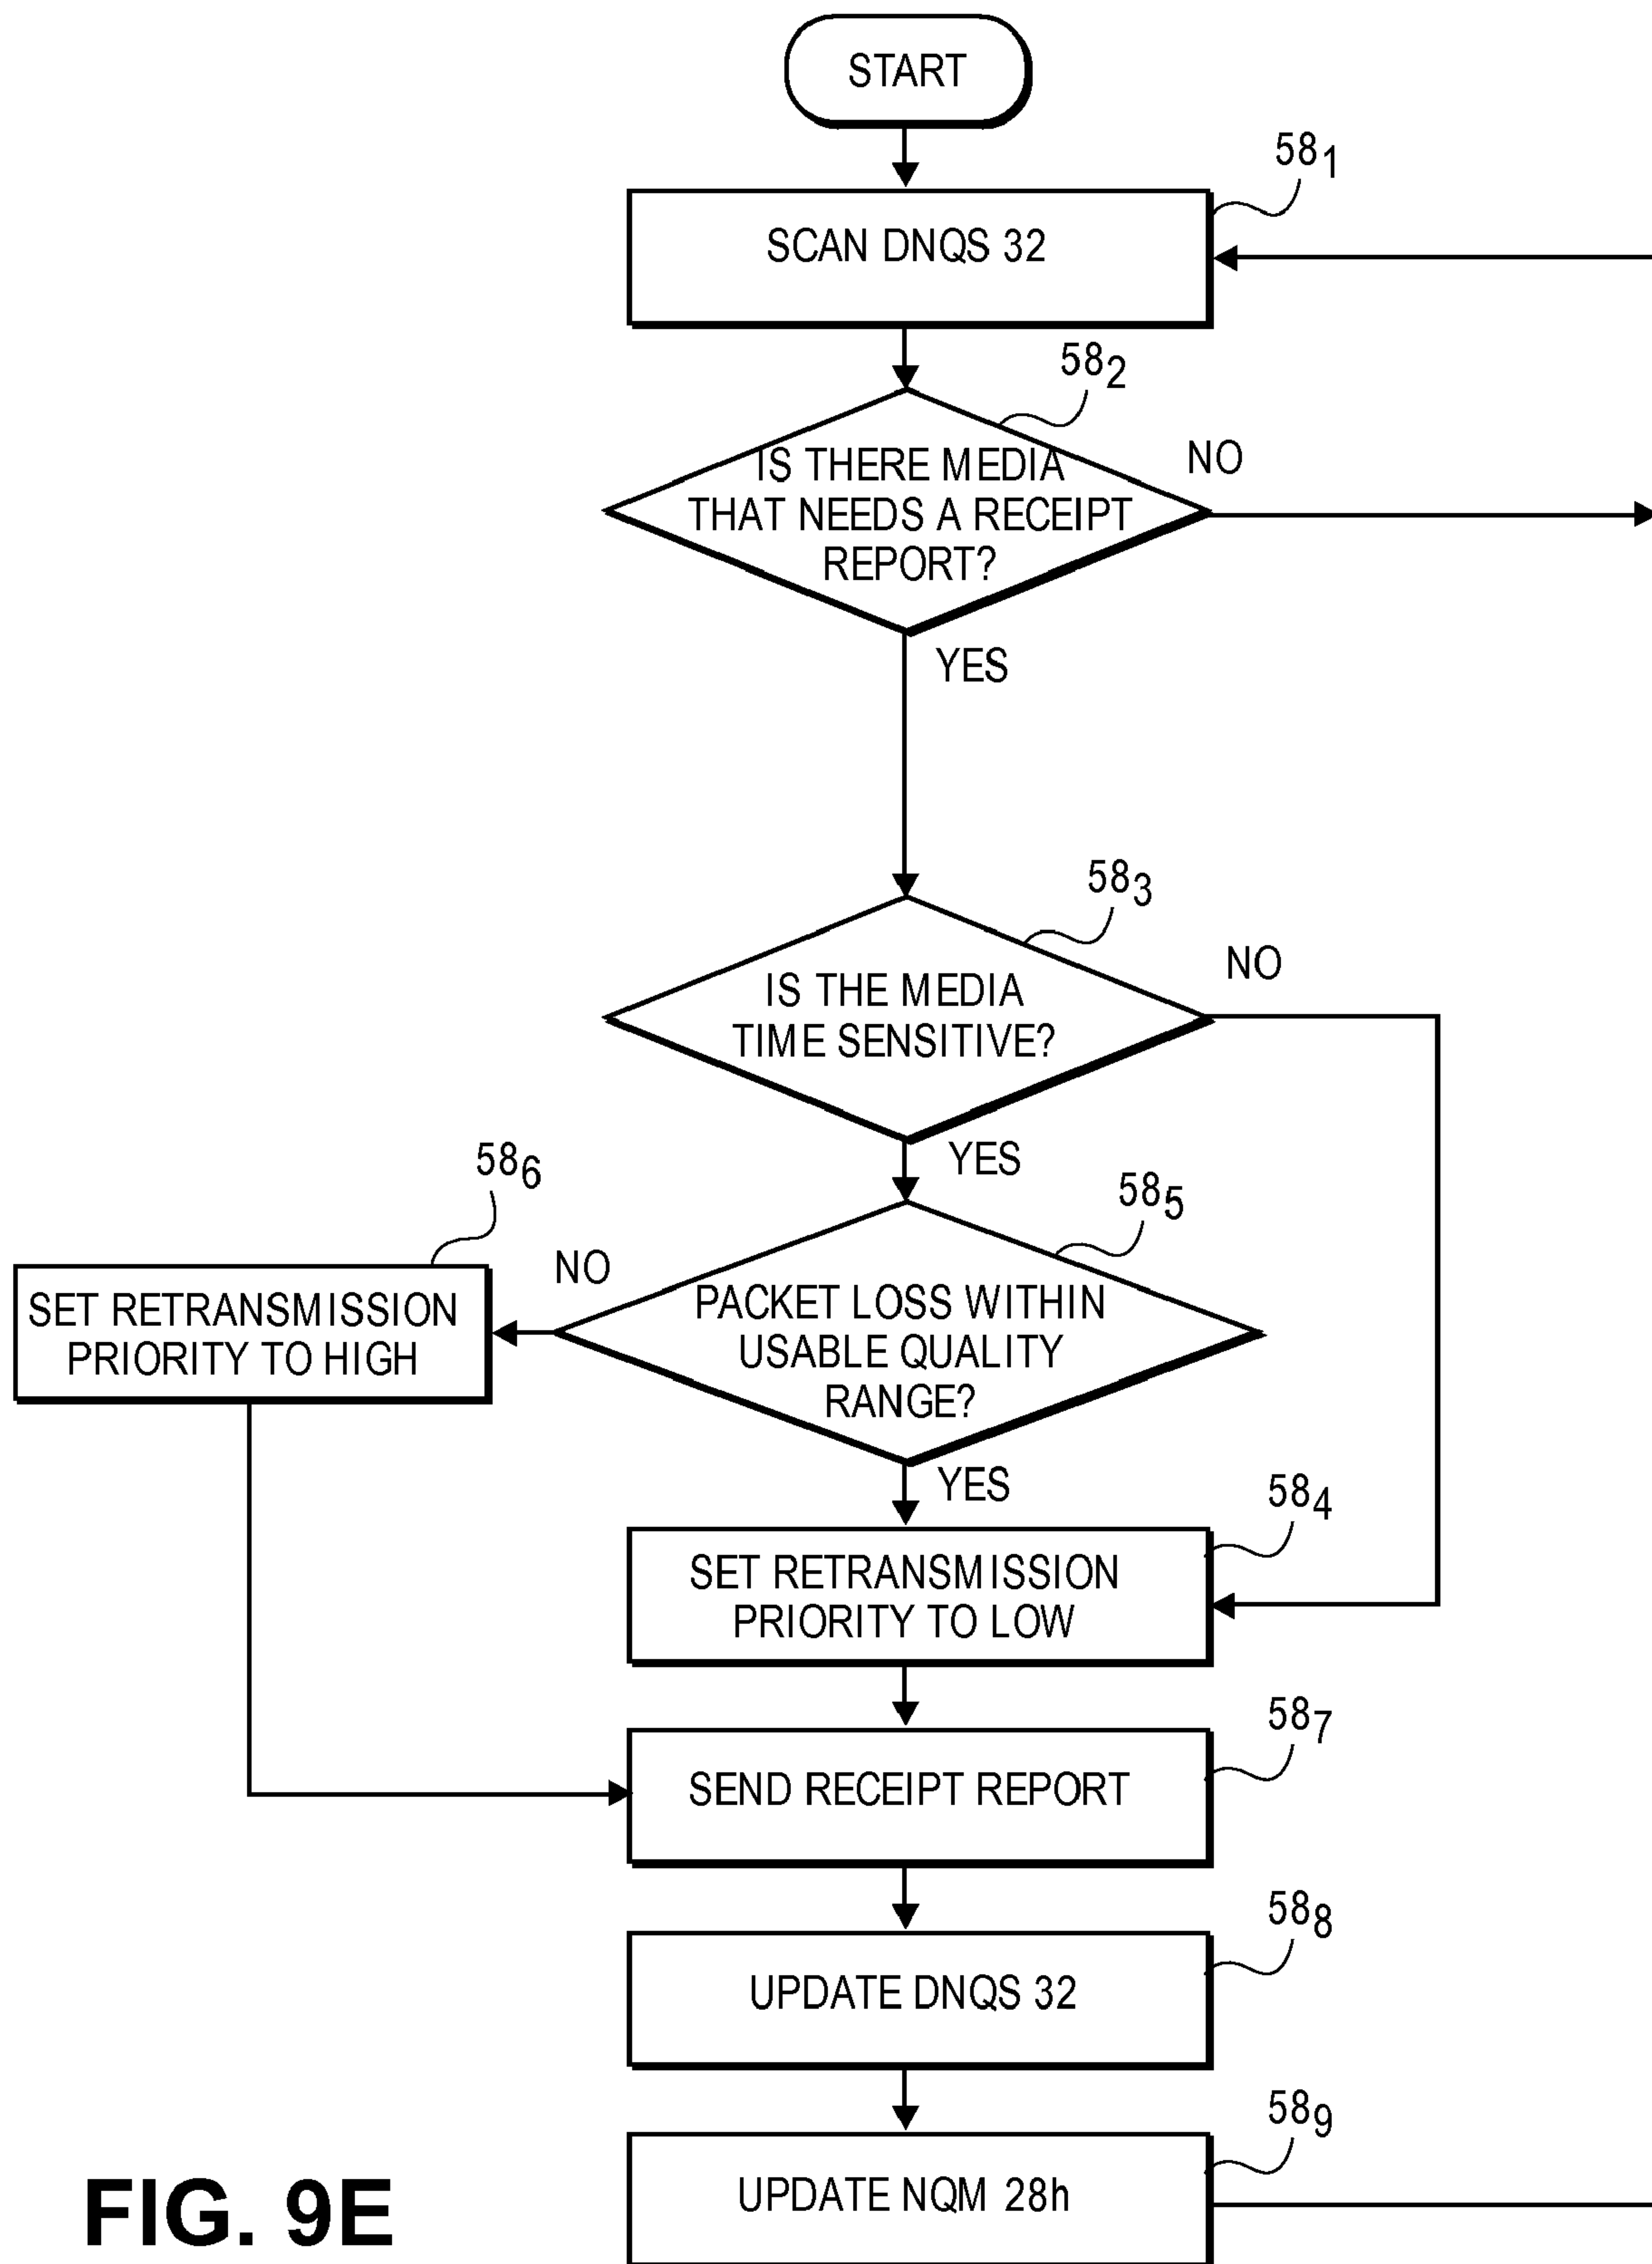 START
58₁
SCAN DNQS 32
58₂
IS THERE MEDIA
THAT NEEDS A RECEIPT
REPORT?
NO
YES
58₃
IS THE MEDIA
TIME SENSITIVE?
NO
YES
58₅
PACKET LOSS WITHIN
USABLE QUALITY
RANGE?
NO
58₆
SET RETRANSMISSION
PRIORITY TO HIGH
YES
58₄
SET RETRANSMISSION
PRIORITY TO LOW
58₇
SEND RECEIPT REPORT
58₈
UPDATE DNQS 32
58₉
UPDATE NQM 28h
FIG. 9E